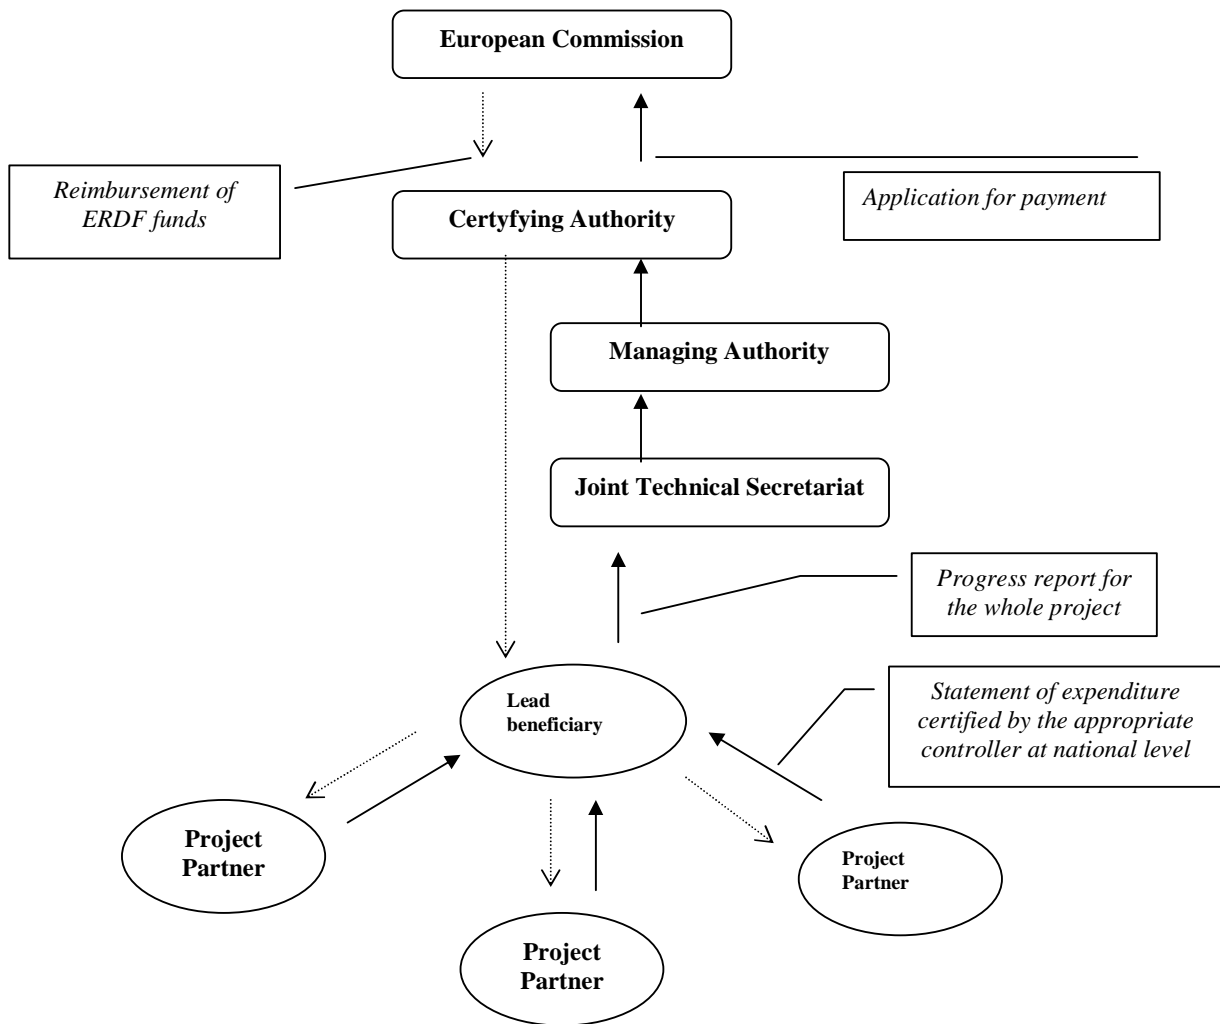 European Commission
Reimbursement of
ERDF funds
Application for payment
Certyfying Authority
Managing Authority
Joint Technical Secretariat
Progress report for
the whole project
Statement of expenditure
certified by the appropriate
controller at national level
Lead
beneficiary
Project
Partner
Project
Partner
Project
Partner